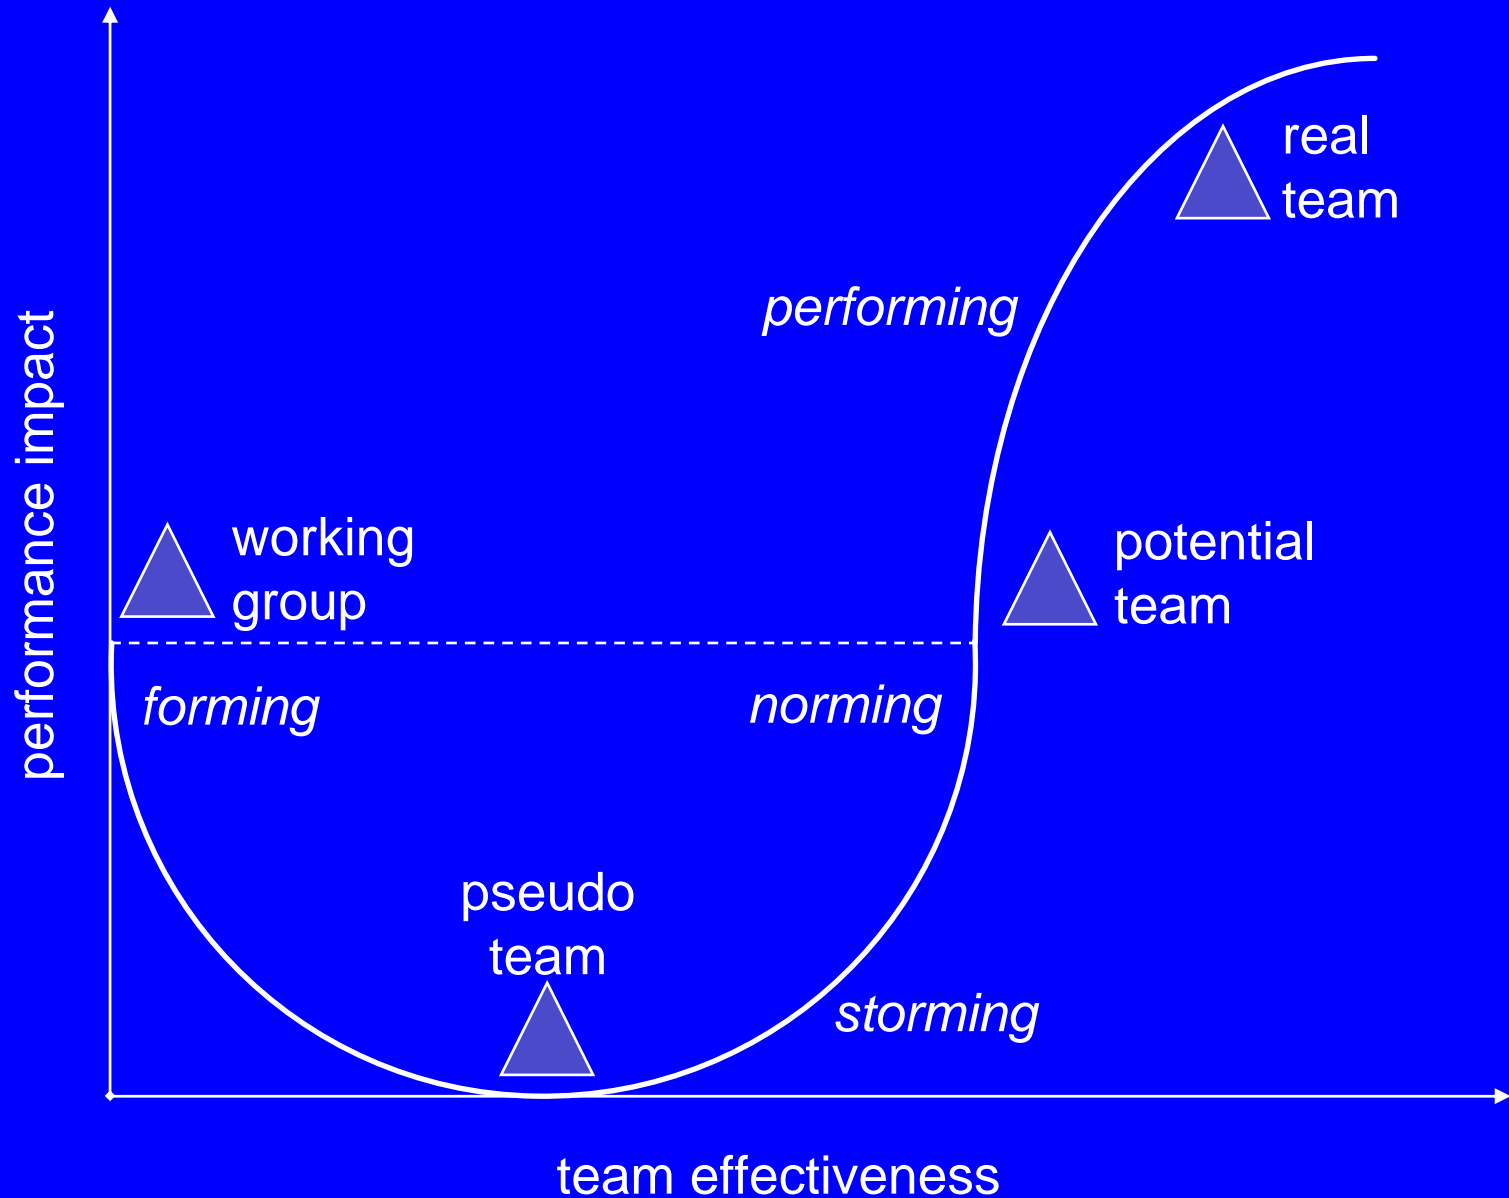 real
team
performing
performance impact
working
group
potential
team
forming
norming
pseudo
team
storming
team effectiveness